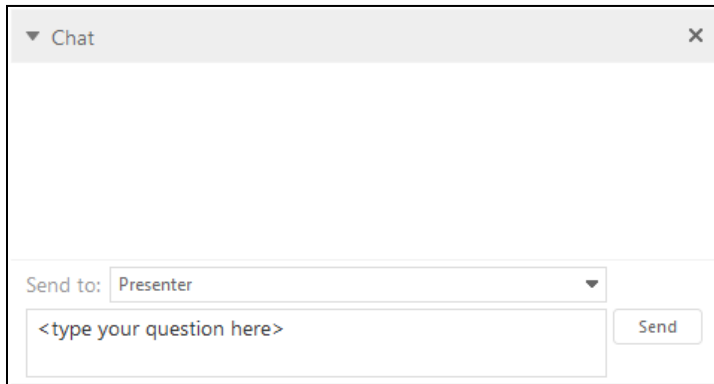 Chat
Send to: Presenter
<type your question here>
Send